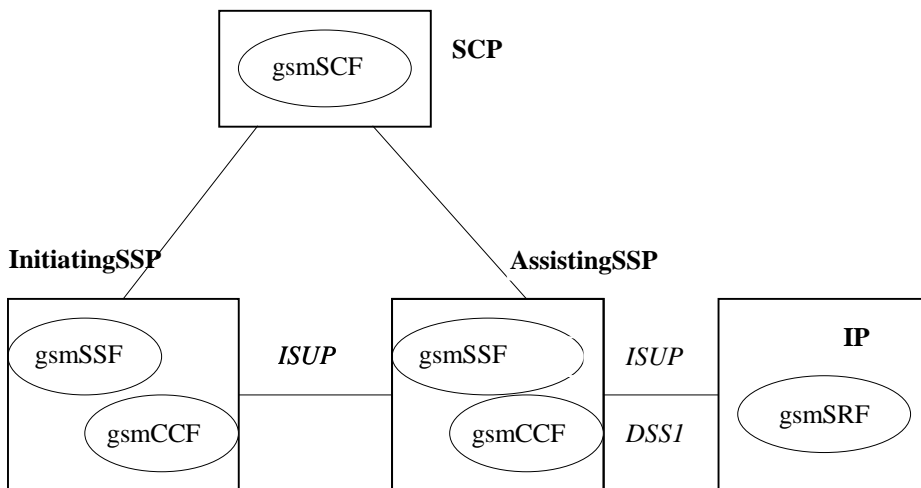 gsmSCF
SCP
InitiatingSSP
AssistingSSP
gsmSSF
gsmCCF
ISUP
gsmSSF
gsmCCF
ISUP
DSS1
IP
gsmSRF